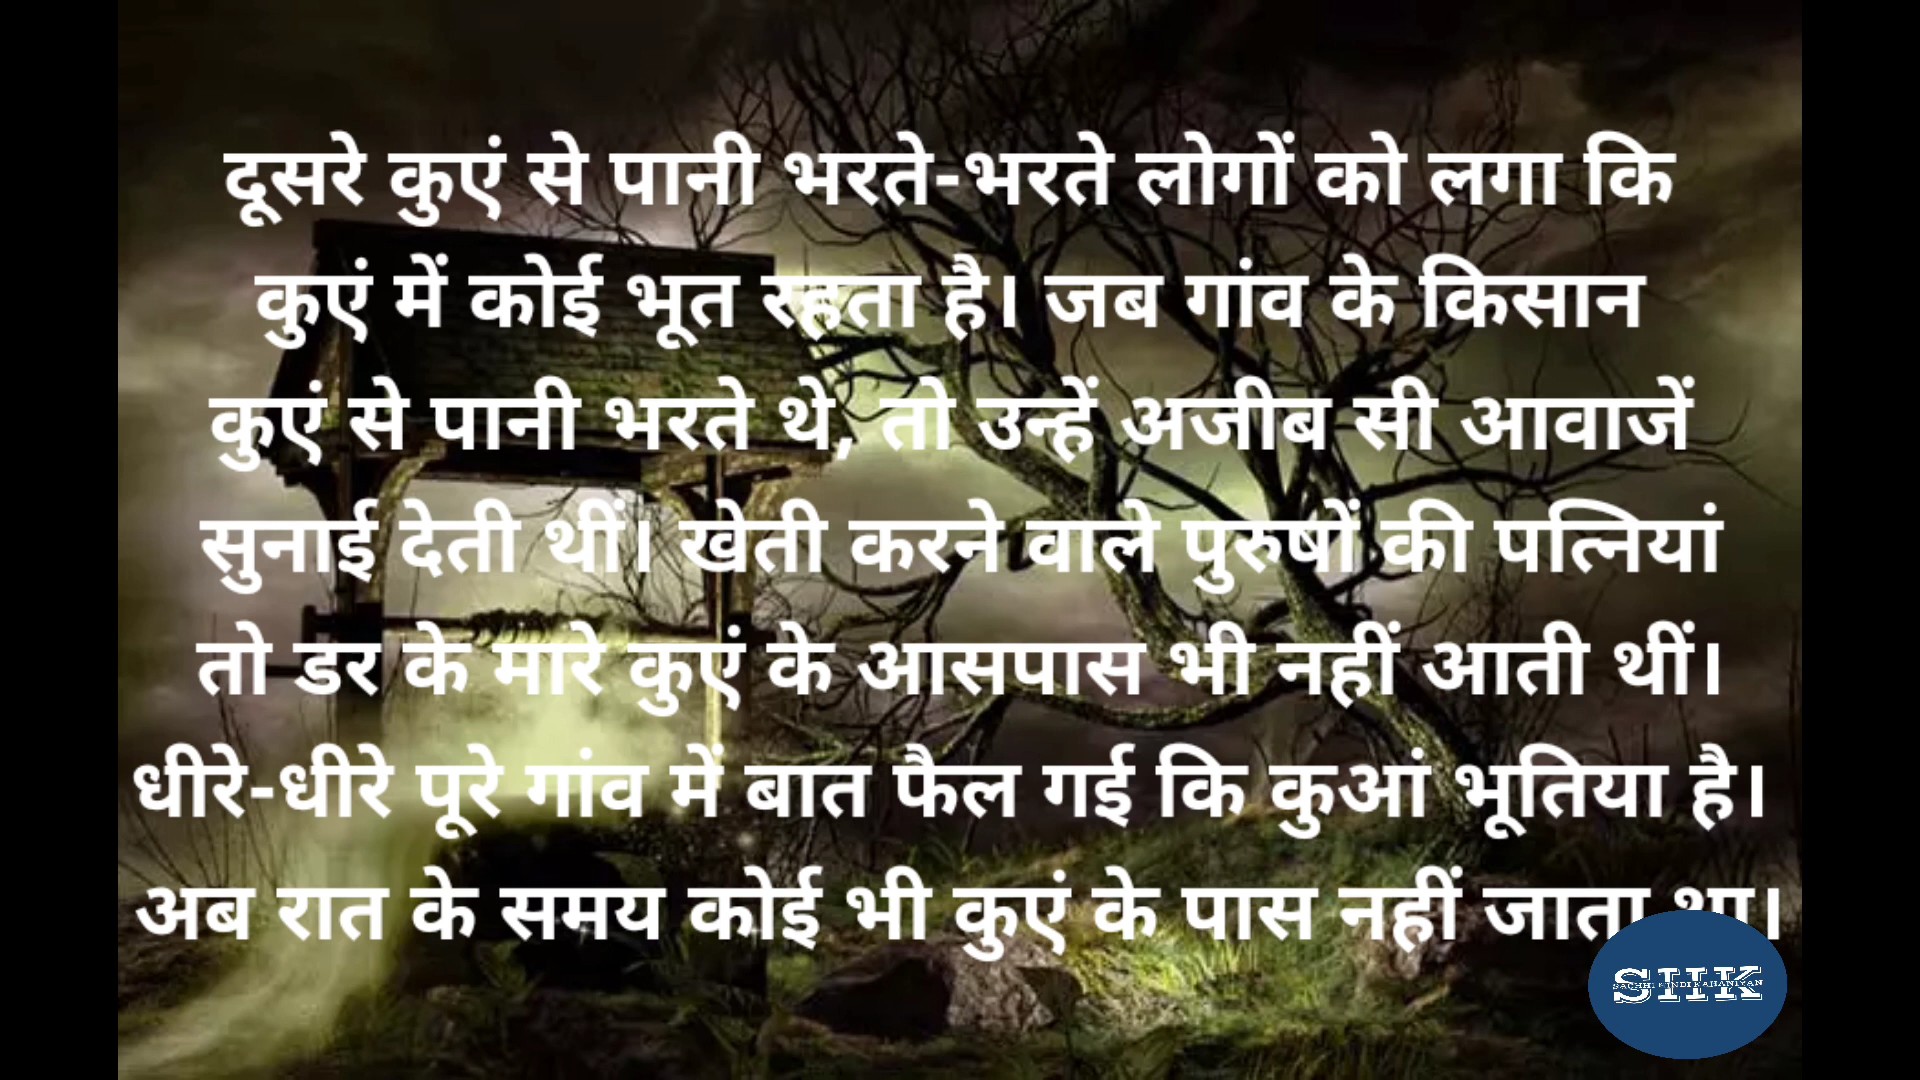 दूसरे कुएं से पानी भरते-भरते लोगों को लगा कि
कुएं में कोई भूत रहता है। जब गांव के किसान
कुएं से पानी भरते थे, तो उन्हें अजीब सी आवाजें
सुनाई देती थीं। खेती करने वाले पुरुषों की पत्नियां
तो डर के मारे कुएं के आसपास भी नहीं आती थीं।
धीरे-धीरे पूरे गांव में बात फैल गई कि कुआं भूतिया है।
अब रात के समय कोई भी कुएं के पास नहीं जाता था।
SHK